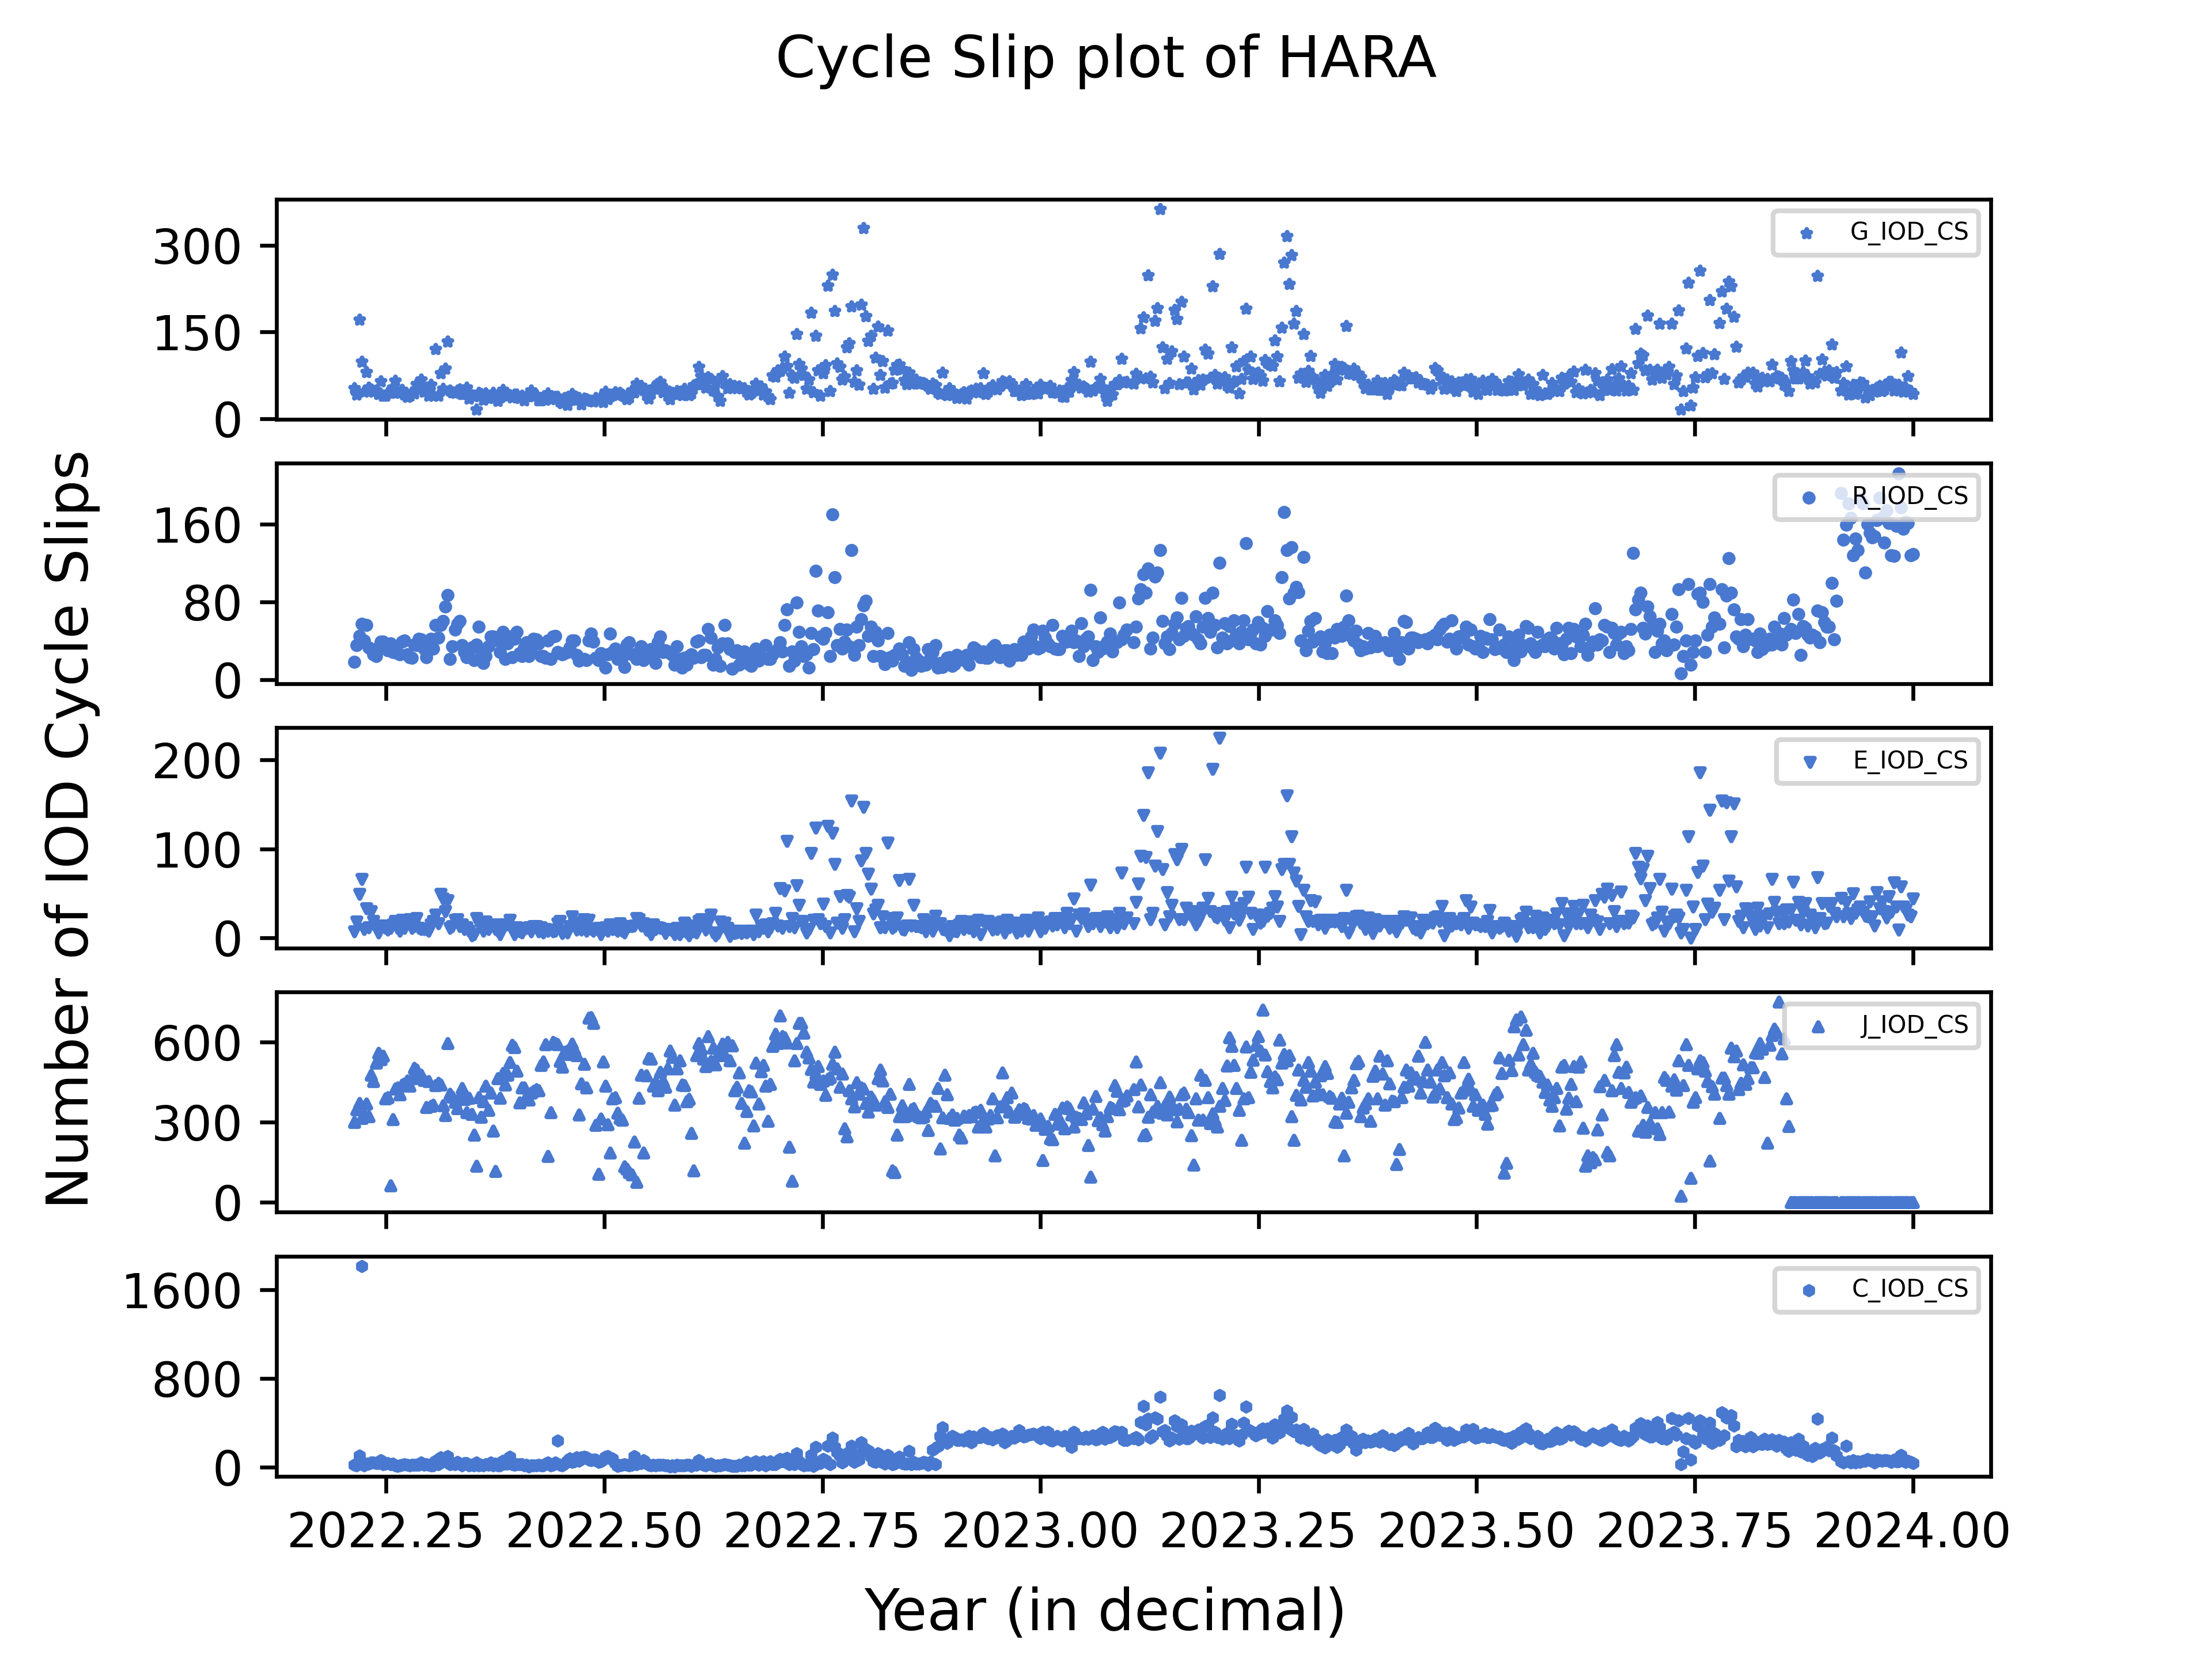 Cycle Slip plot of HARA
Number of IOD Cycle Slips
300
150
0
G_IOD_CS
160
80
0
R_IOD_CS
200
100
0
E_IOD_CS
600
300
0
J_IOD_CS
1600
800
0
C_IOD_CS
2022.25 2022.50 2022.75 2023.00 2023.25 2023.50 2023.75 2024.00
Year (in decimal)